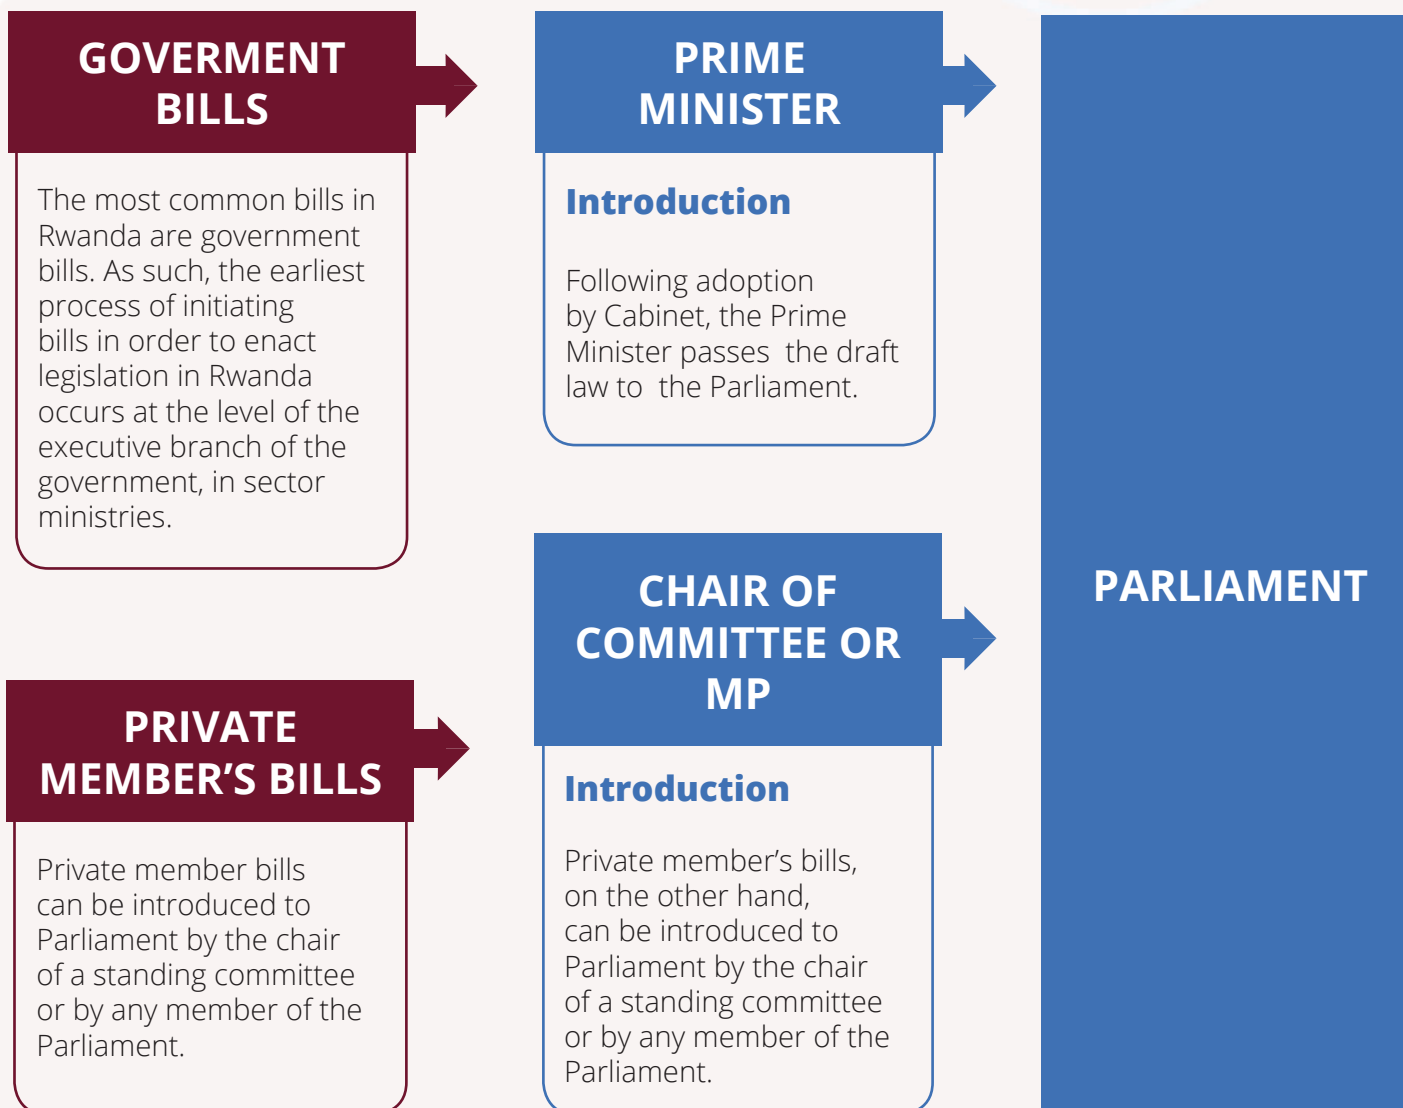 GOVERMENT
BILLS
The most common bills in
Rwanda are government
bills. As such, the earliest
process of initiating
bills in order to enact
legislation in Rwanda
occurs at the level of the
executive branch of the
government, in sector
ministries.
PRIME
MINISTER
Introduction
Following adoption
by Cabinet, the Prime
Minister passes  the draft
law to  the Parliament.
PRIVATE
MEMBER’S BILLS
Private member bills
can be introduced to
Parliament by the chair
of a standing committee
or by any member of the
Parliament.
CHAIR OF
COMMITTEE OR
MP
Introduction
Private member’s bills,
on the other hand,
can be introduced to
Parliament by the chair
of a standing committee
or by any member of the
Parliament.
PARLIAMENT